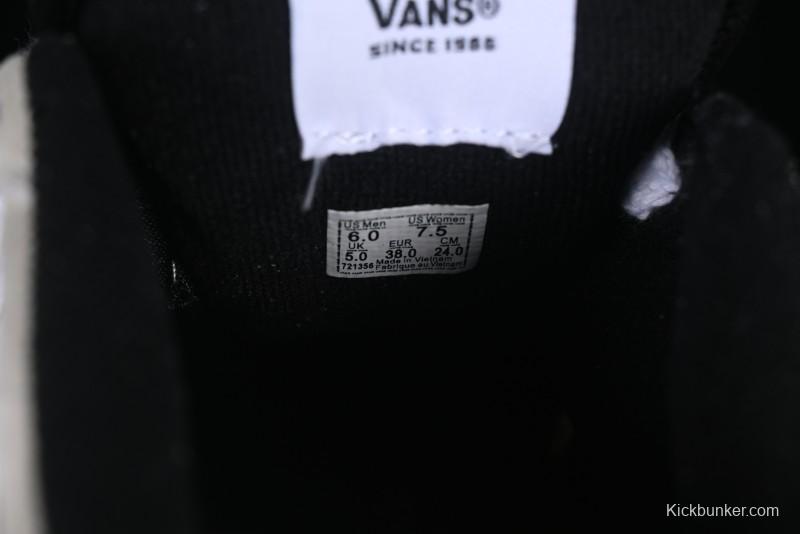 VANS®
SINCE 1966
US Men US Women
6.0 7.5
UK EUR CM
5.0 38.0 24.0
721356 Made in Vietnam
Fabrique au Vietnam
Kickbunker.com